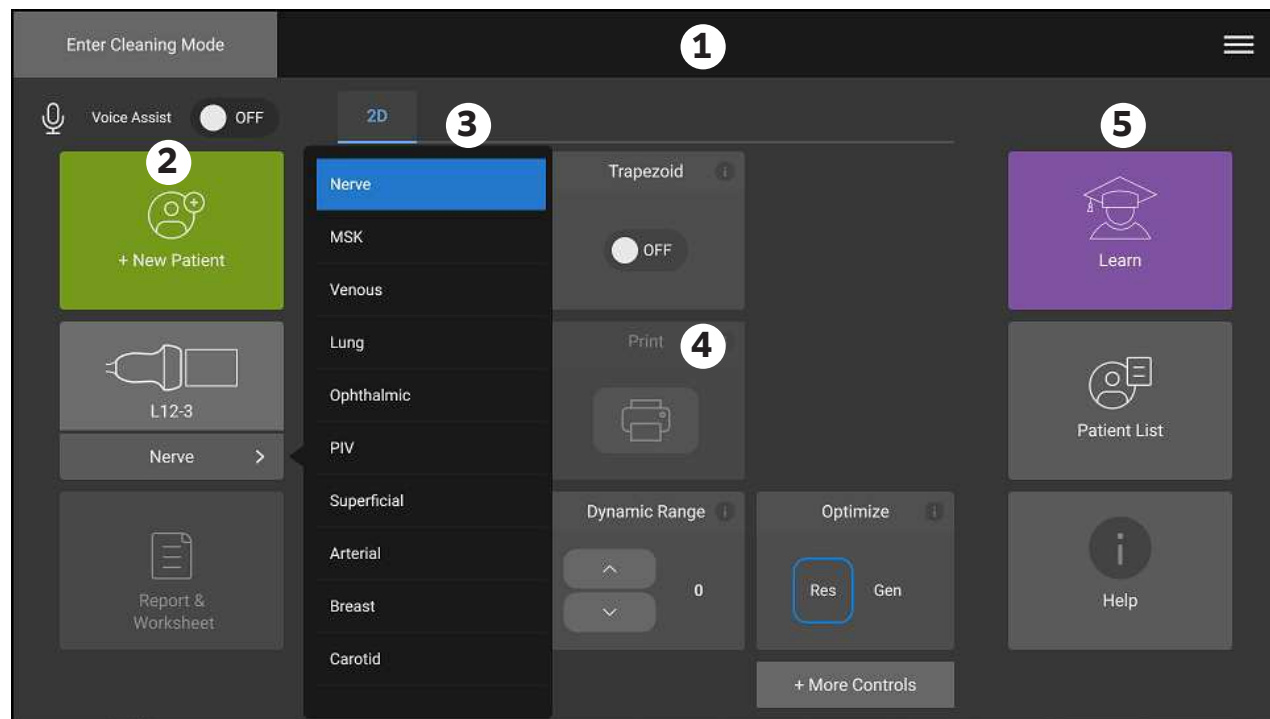 Enter Cleaning Mode
1
Voice Assist
OFF
2D
3
5
2
+ New Patient
Nerve
MSK
Venous
Lung
Ophthalmic
PIV
Superficial
Arterial
Breast
Carotid
Trapezoid
i
OFF
Learn
L12-3
Nerve
Print
4
Patient List
Report &
Worksheet
Dynamic Range
i
0
Optimize
i
Res
Gen
i
Help
+ More Controls